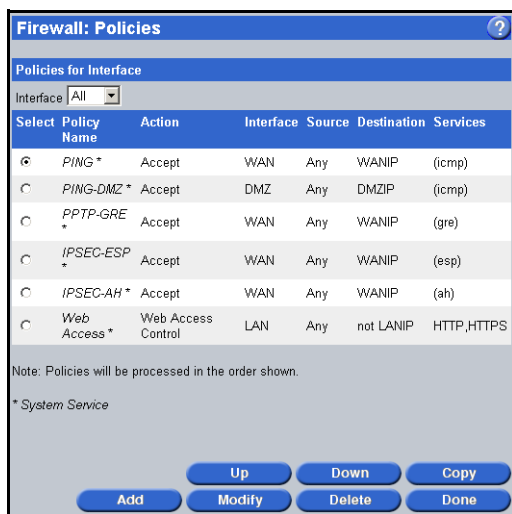 Firewall: Policies ?
Policies for Interface
Interface All
Select Policy Name Action Interface Source Destination Services
PING * Accept WAN Any WANIP (icmp)
PING-DMZ * Accept DMZ Any DMZIP (icmp)
PPTP-GRE * Accept WAN Any WANIP (gre)
IPSEC-ESP * Accept WAN Any WANIP (esp)
IPSEC-AH * Accept WAN Any WANIP (ah)
Web Access * Web Access Control LAN Any not LANIP HTTP,HTTPS
Note: Policies will be processed in the order shown.
* System Service
Up Down Copy
Add Modify Delete Done